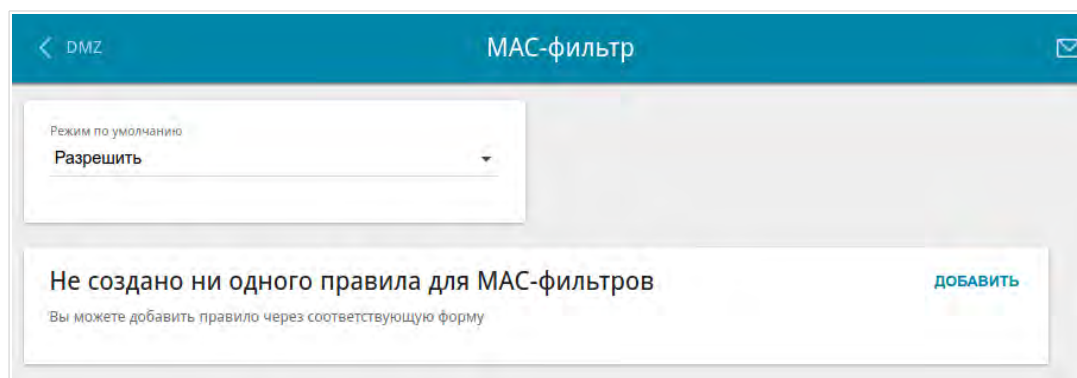 DMZ
MAC-фильтр
Режим по умолчанию
Разрешить
Не создано ни одного правила для MAC-фильтров
ДОБАВИТЬ
Вы можете добавить правило через соответствующую форму